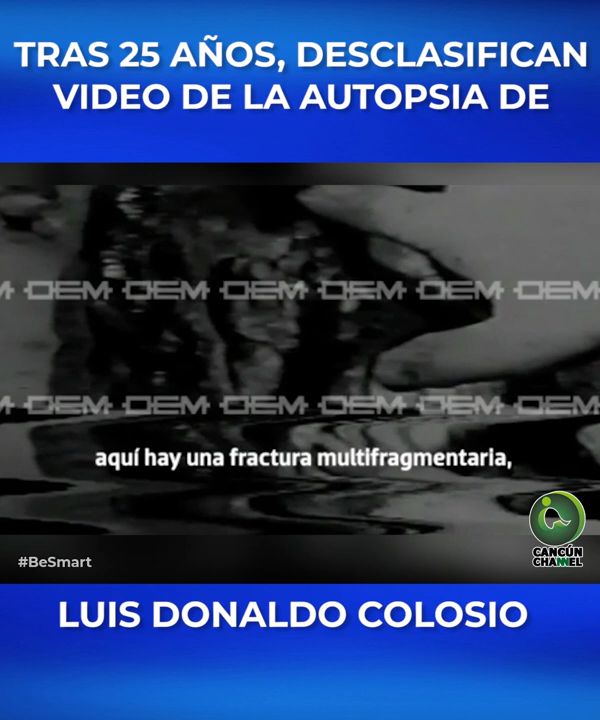 TRAS 25 AÑOS, DESCLASIFICAN
VIDEO DE LA AUTOPSIA DE
M-OEM-OEM-OEM-OEM-OEM-OEM
M-OEM-OEM-OEM-OEM-OEM-OEM
aquí hay una fractura multifragmentaria,
#BeSmart
CANCÚN
CHANNEL
LUIS DONALDO COLOSIO